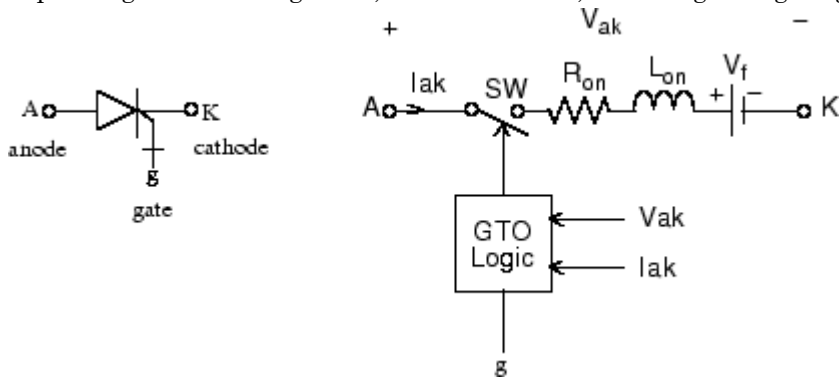 + Vak −
Iak SW Ron Lon Vf
A K A + − K
anode cathode
g
gate
GTO
Logic
Vak
Iak
g